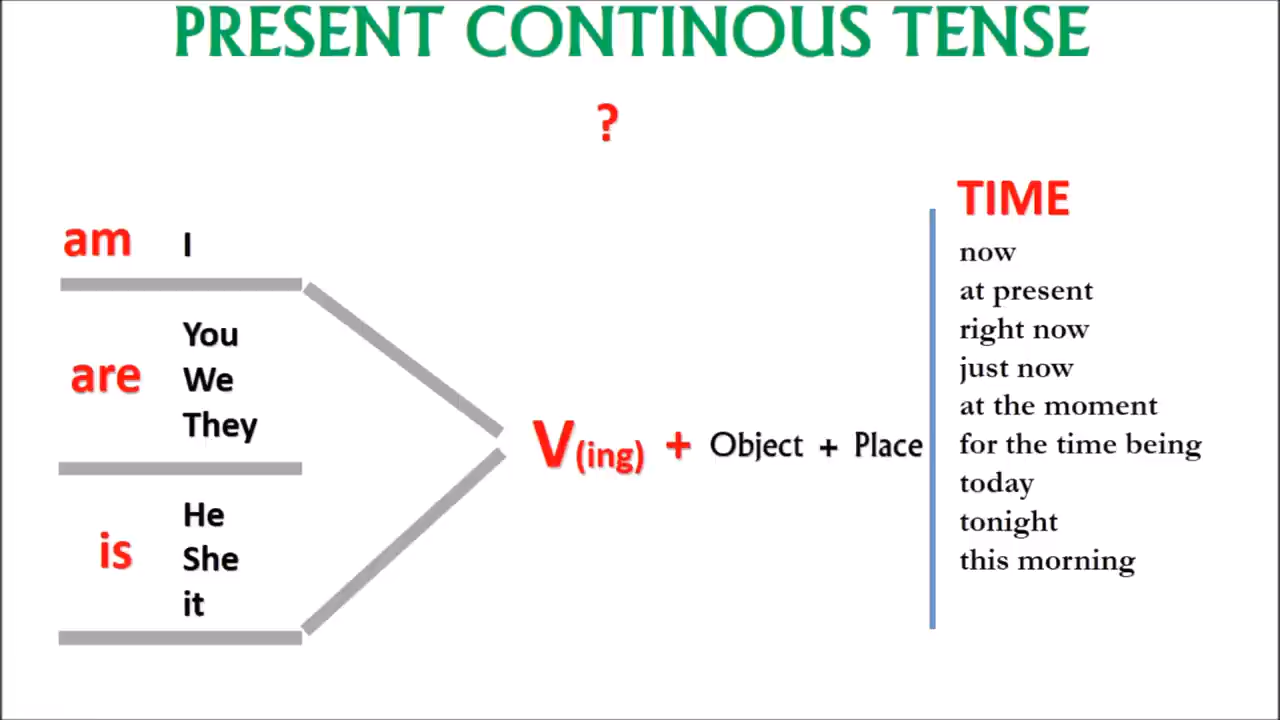 PRESENT CONTINOUS TENSE
?
am I
are You
We
They
is He
She
it
V(ing) + Object + Place
TIME
now
at present
right now
just now
at the moment
for the time being
today
tonight
this morning